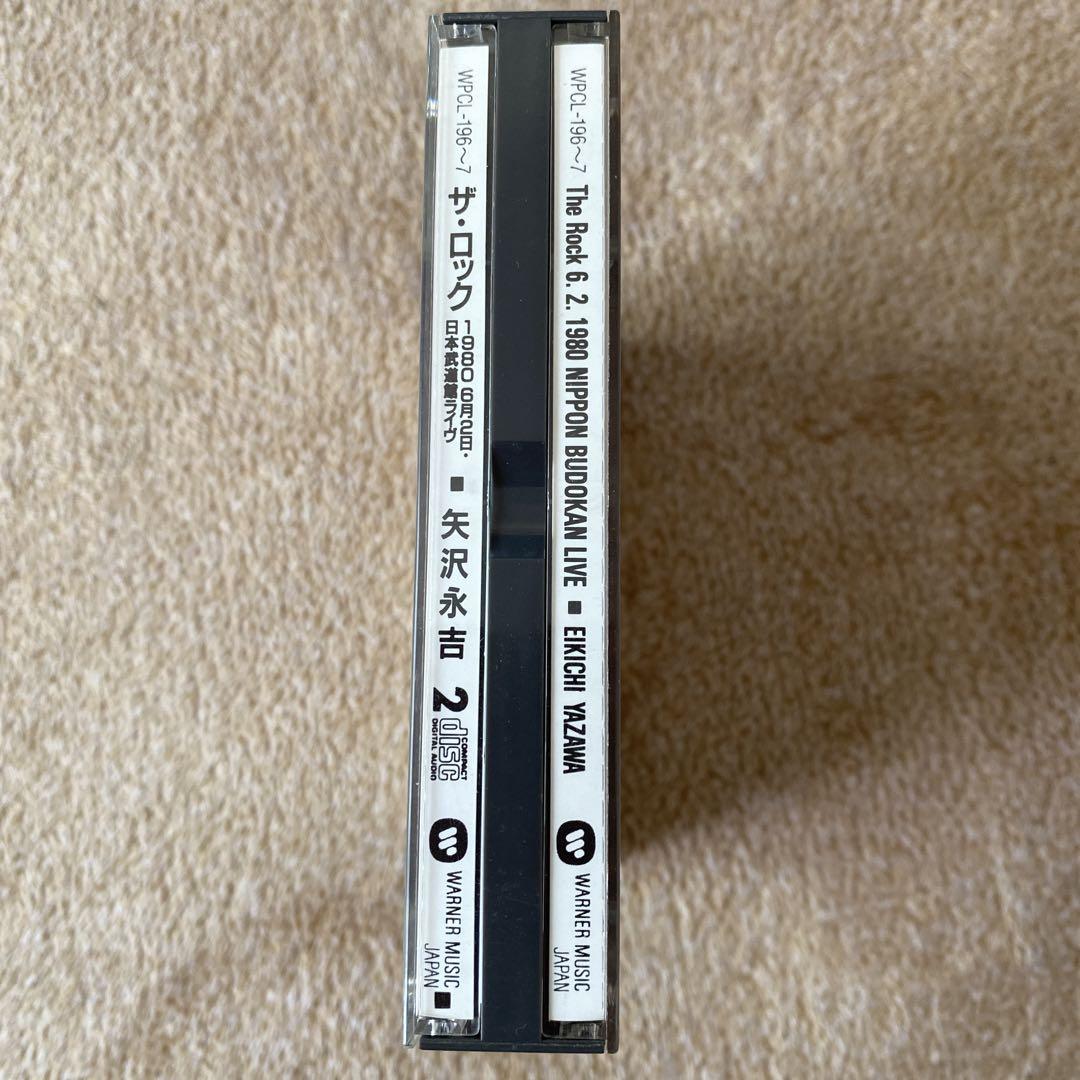 WPCL-196〜7
ザ・ロック
1980 6月2日・
日本武道館ライヴ
■ 矢沢永吉
2
COMPACT
disc
DIGITAL AUDIO
WARNER MUSIC
JAPAN ■
WPCL-196〜7
The Rock 6. 2. 1980 NIPPON BUDOKAN LIVE ■ EIKICHI YAZAWA
WARNER MUSIC
JAPAN